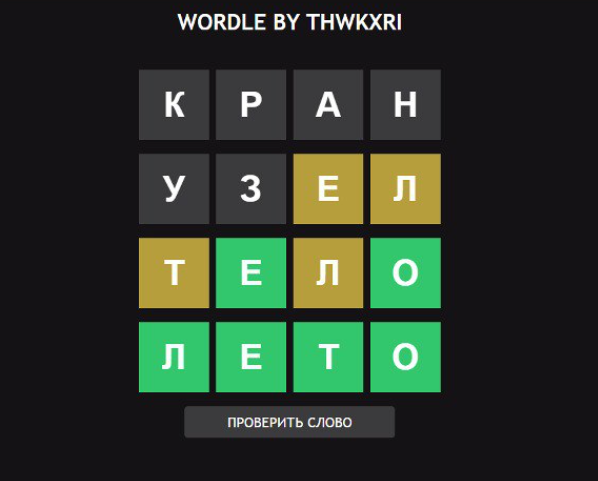 WORDLE BY THWKXRI
К Р А Н
У З Е Л
Т Е Л О
Л Е Т О
ПРОВЕРИТЬ СЛОВО